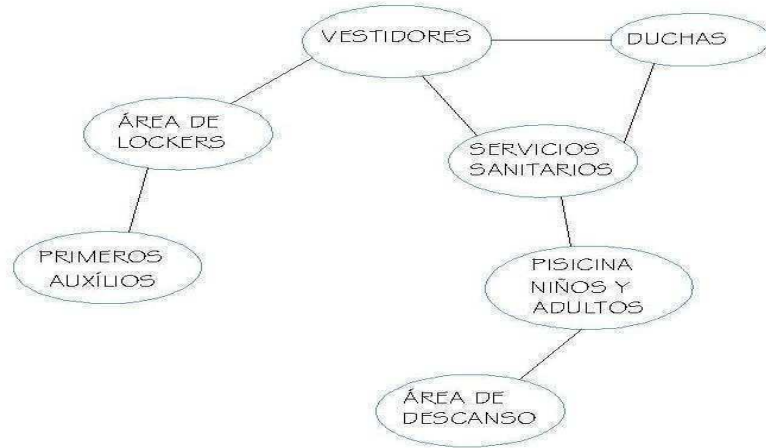 VESTIDORES
DUCHAS
ÁREA DE
LOCKERS
SERVICIOS
SANITARIOS
PRIMEROS
AUXÍLIOS
PISICINA
NIÑOS Y
ADULTOS
ÁREA DE
DESCANSO